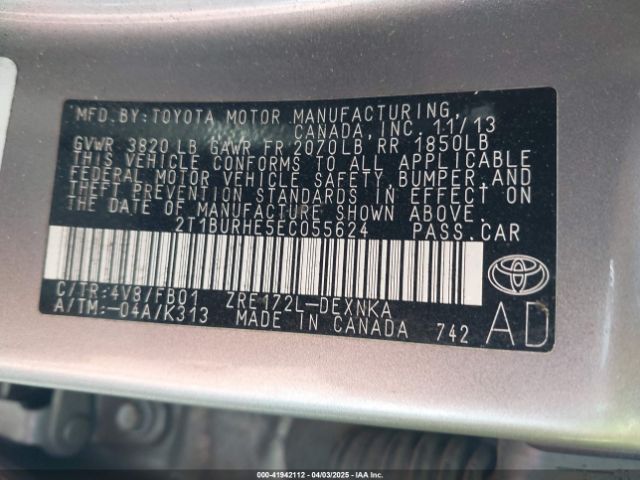 MFD. BY: TOYOTA MOTOR MANUFACTURING,
CANADA, INC. 11/13
GVWR 3820 LB GAWR FR 2070LB RR 1850LB
THIS VEHICLE CONFORMS TO ALL APPLICABLE
FEDERAL MOTOR VEHICLE SAFETY, BUMPER, AND
THEFT PREVENTION STANDARDS IN EFFECT ON
THE DATE OF MANUFACTURE SHOWN ABOVE.
2T1BURHE5EC055624 PASS. CAR
C/TR: 4V8/FB01 ZRE172L-DEXNKA
A/TM: -04A/K313 MADE IN CANADA 742
AD
000-41942112 | 04/03/2025 - IAA Inc.